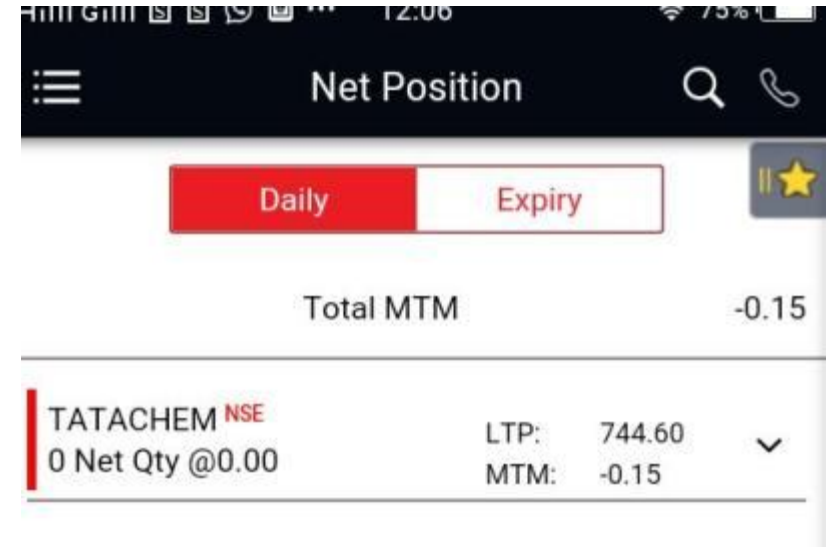 12:06 75%
Net Position
Daily Expiry
Total MTM -0.15
TATACHEM NSE
0 Net Qty @0.00
LTP: 744.60
MTM: -0.15